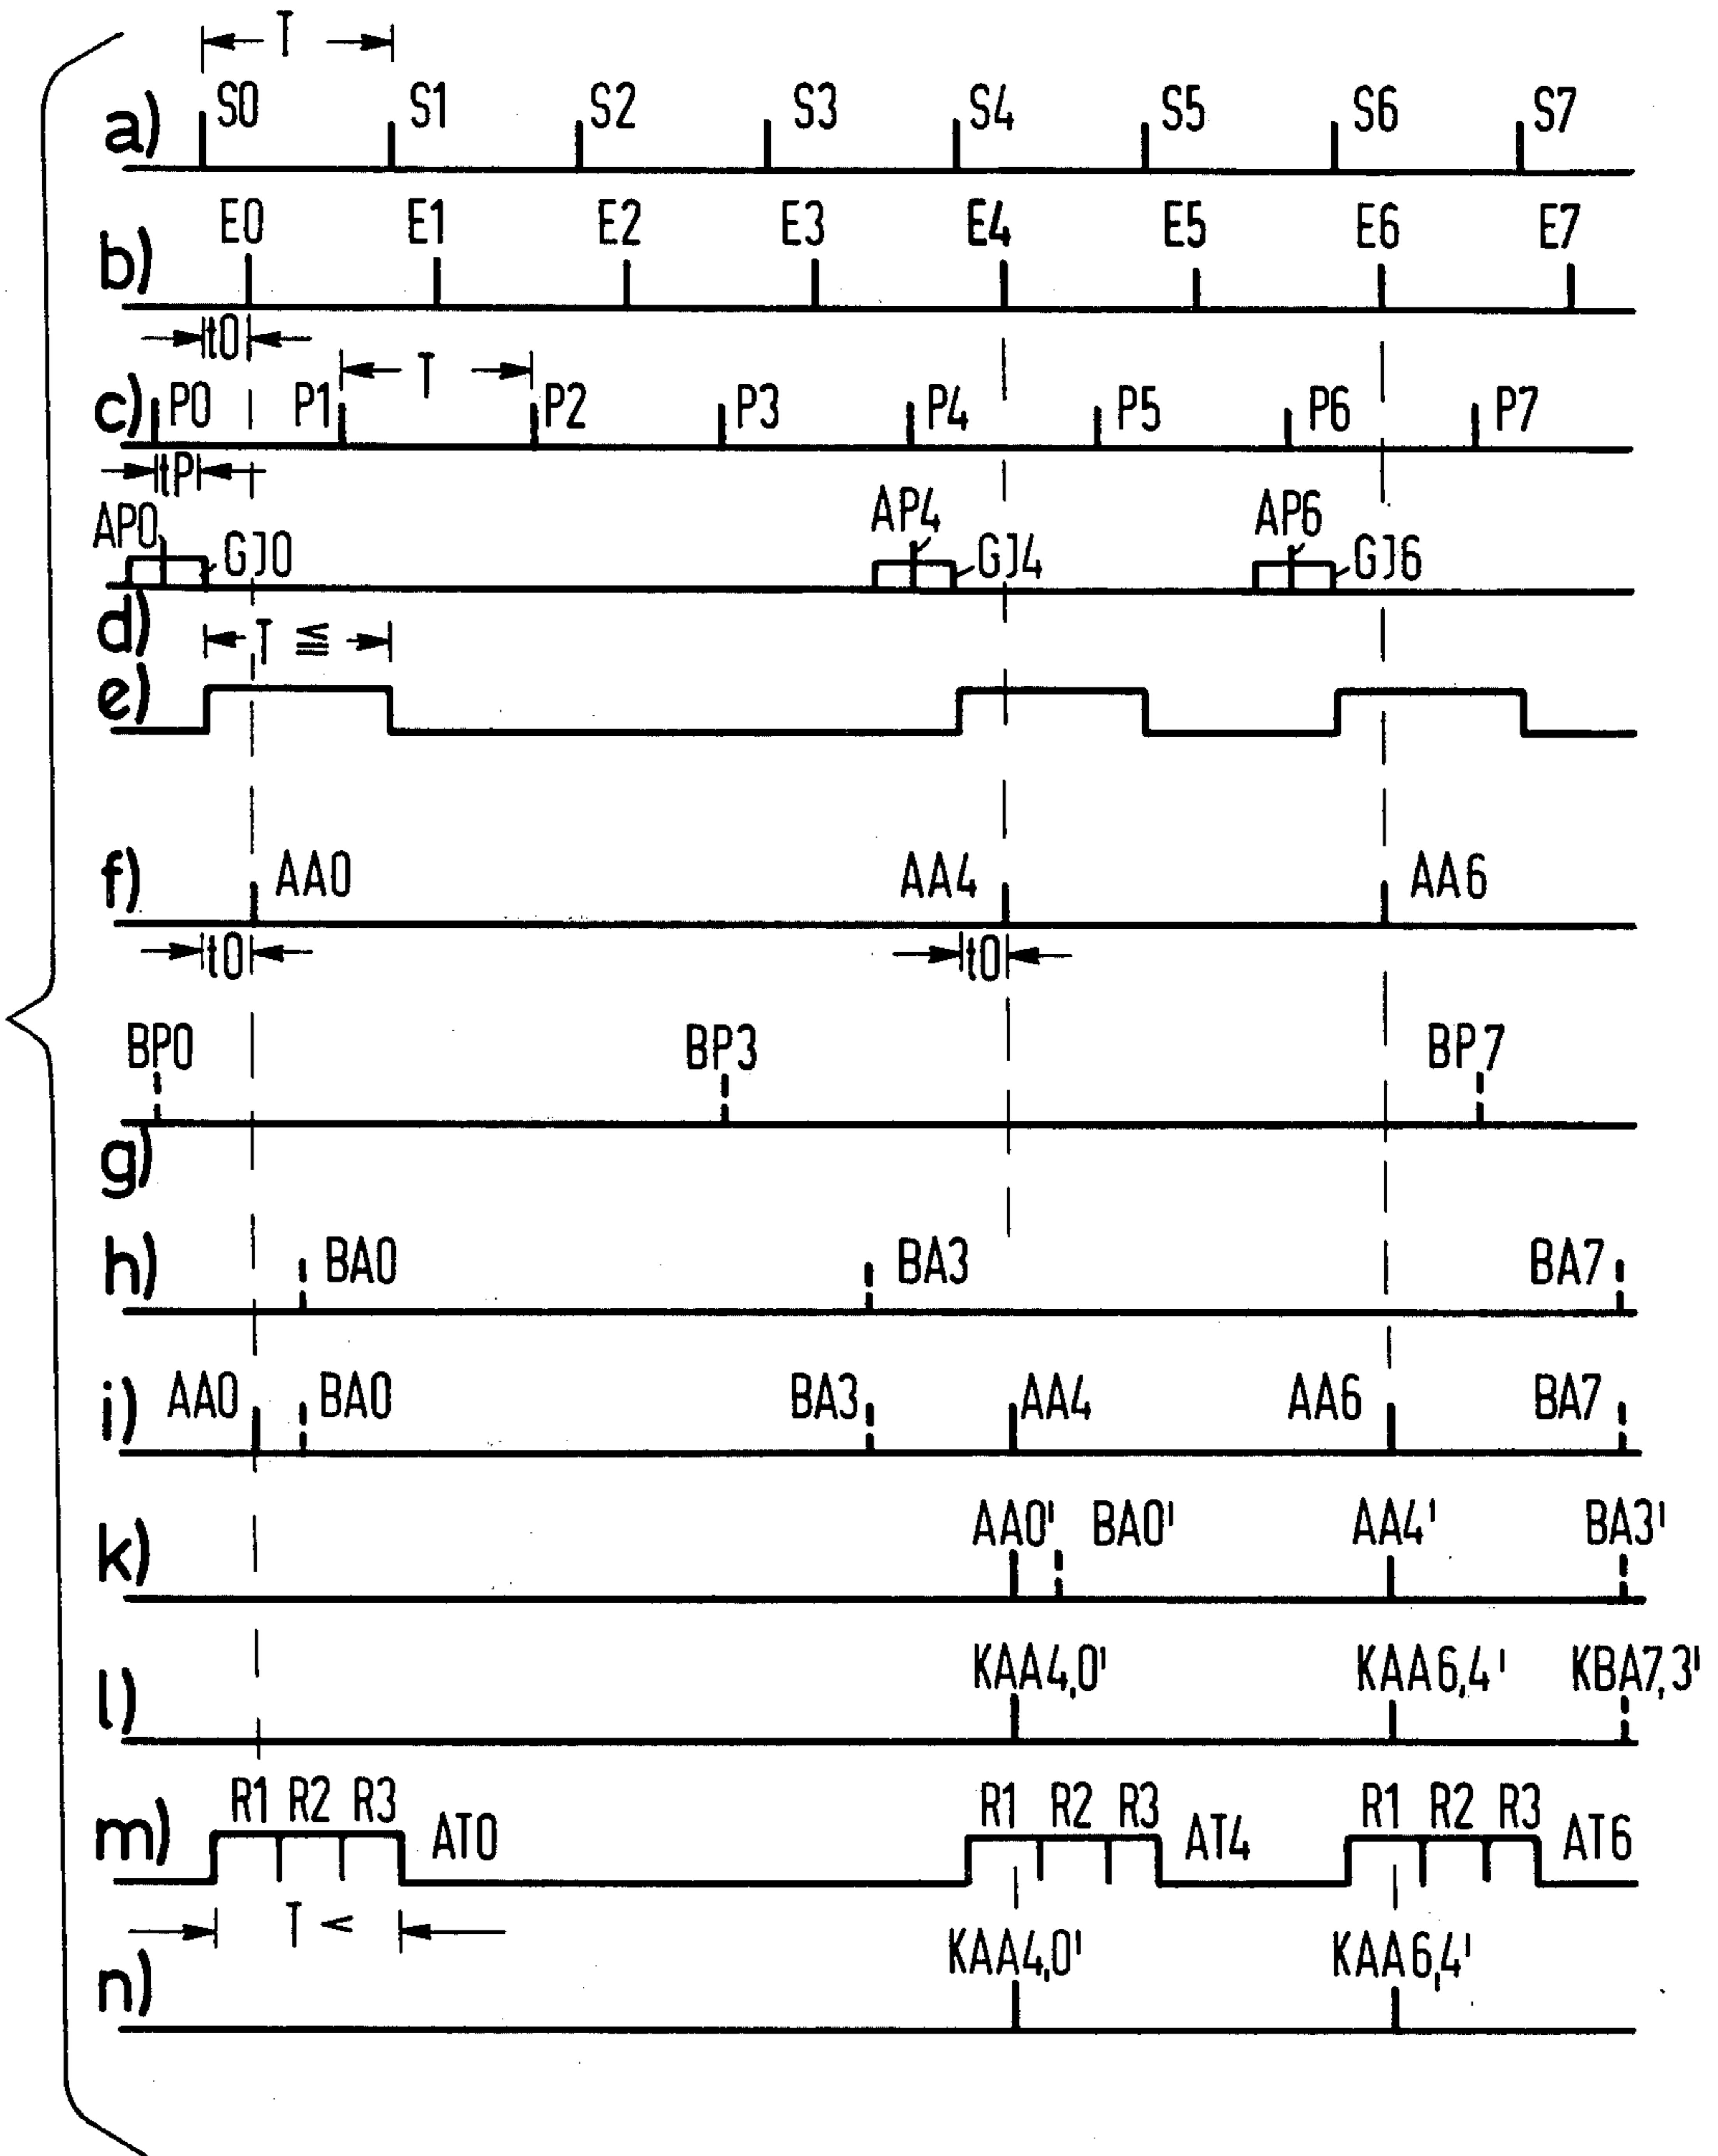 T
a) S0 S1 S2 S3 S4 S5 S6 S7
b) E0 E1 E2 E3 E4 E5 E6 E7
t0 T
c) P0 P1 P2 P3 P4 P5 P6 P7
tP
AP0 GJ0 AP4 GJ4 AP6 GJ6
d)
T ≦
e)
f) AA0 AA4 AA6
t0 t0
BP0 BP3 BP7
g)
h) BA0 BA3 BA7
i) AA0 BA0 BA3 AA4 AA6 BA7
k) AA0' BA0' AA4' BA3'
l) KAA4,0' KAA6,4' KBA7,3'
m) R1 R2 R3 AT0 R1 R2 R3 AT4 R1 R2 R3 AT6
T <
n) KAA4,0' KAA6,4'